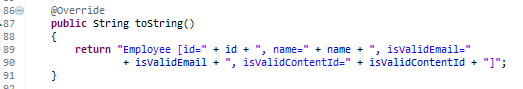 86 @Override
87 public String toString()
88 {
89 return "Employee [id=" + id + ", name=" + name + ", isValidEmail="
90 + isValidEmail + ", isValidContentId=" + isValidContentId + "]";
91 }